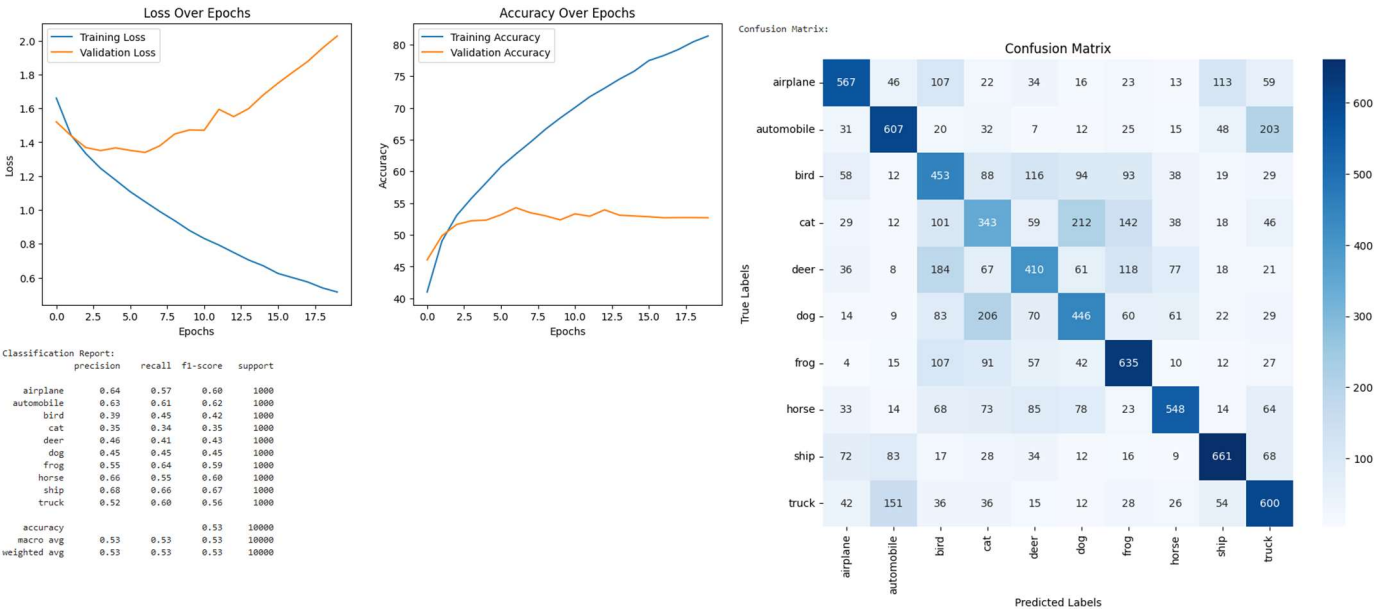 Loss Over Epochs
Training Loss
Validation Loss
2.0
1.8
1.6
1.4
1.2
1.0
0.8
0.6
Loss
0.0 2.5 5.0 7.5 10.0 12.5 15.0 17.5
Epochs
Accuracy Over Epochs
Training Accuracy
Validation Accuracy
80
75
70
65
60
55
50
45
40
Accuracy
0.0 2.5 5.0 7.5 10.0 12.5 15.0 17.5
Epochs
Classification Report:
precision recall f1-score support
airplane 0.64 0.57 0.60 1000
automobile 0.63 0.61 0.62 1000
bird 0.39 0.45 0.42 1000
cat 0.35 0.34 0.35 1000
deer 0.46 0.41 0.43 1000
dog 0.45 0.45 0.45 1000
frog 0.55 0.64 0.59 1000
horse 0.66 0.55 0.60 1000
ship 0.68 0.66 0.67 1000
truck 0.52 0.60 0.56 1000
accuracy 0.53 10000
macro avg 0.53 0.53 0.53 10000
weighted avg 0.53 0.53 0.53 10000
Confusion Matrix:
Confusion Matrix
True Labels
airplane 567 46 107 22 34 16 23 13 113 59
automobile 31 607 20 32 7 12 25 15 48 203
bird 58 12 453 88 116 94 93 38 19 29
cat 29 12 101 343 59 212 142 38 18 46
deer 36 8 184 67 410 61 118 77 18 21
dog 14 9 83 206 70 446 60 61 22 29
frog 4 15 107 91 57 42 635 10 12 27
horse 33 14 68 73 85 78 23 548 14 64
ship 72 83 17 28 34 12 16 9 661 68
truck 42 151 36 36 15 12 28 26 54 600
airplane automobile bird cat deer dog frog horse ship truck
Predicted Labels
600
500
400
300
200
100